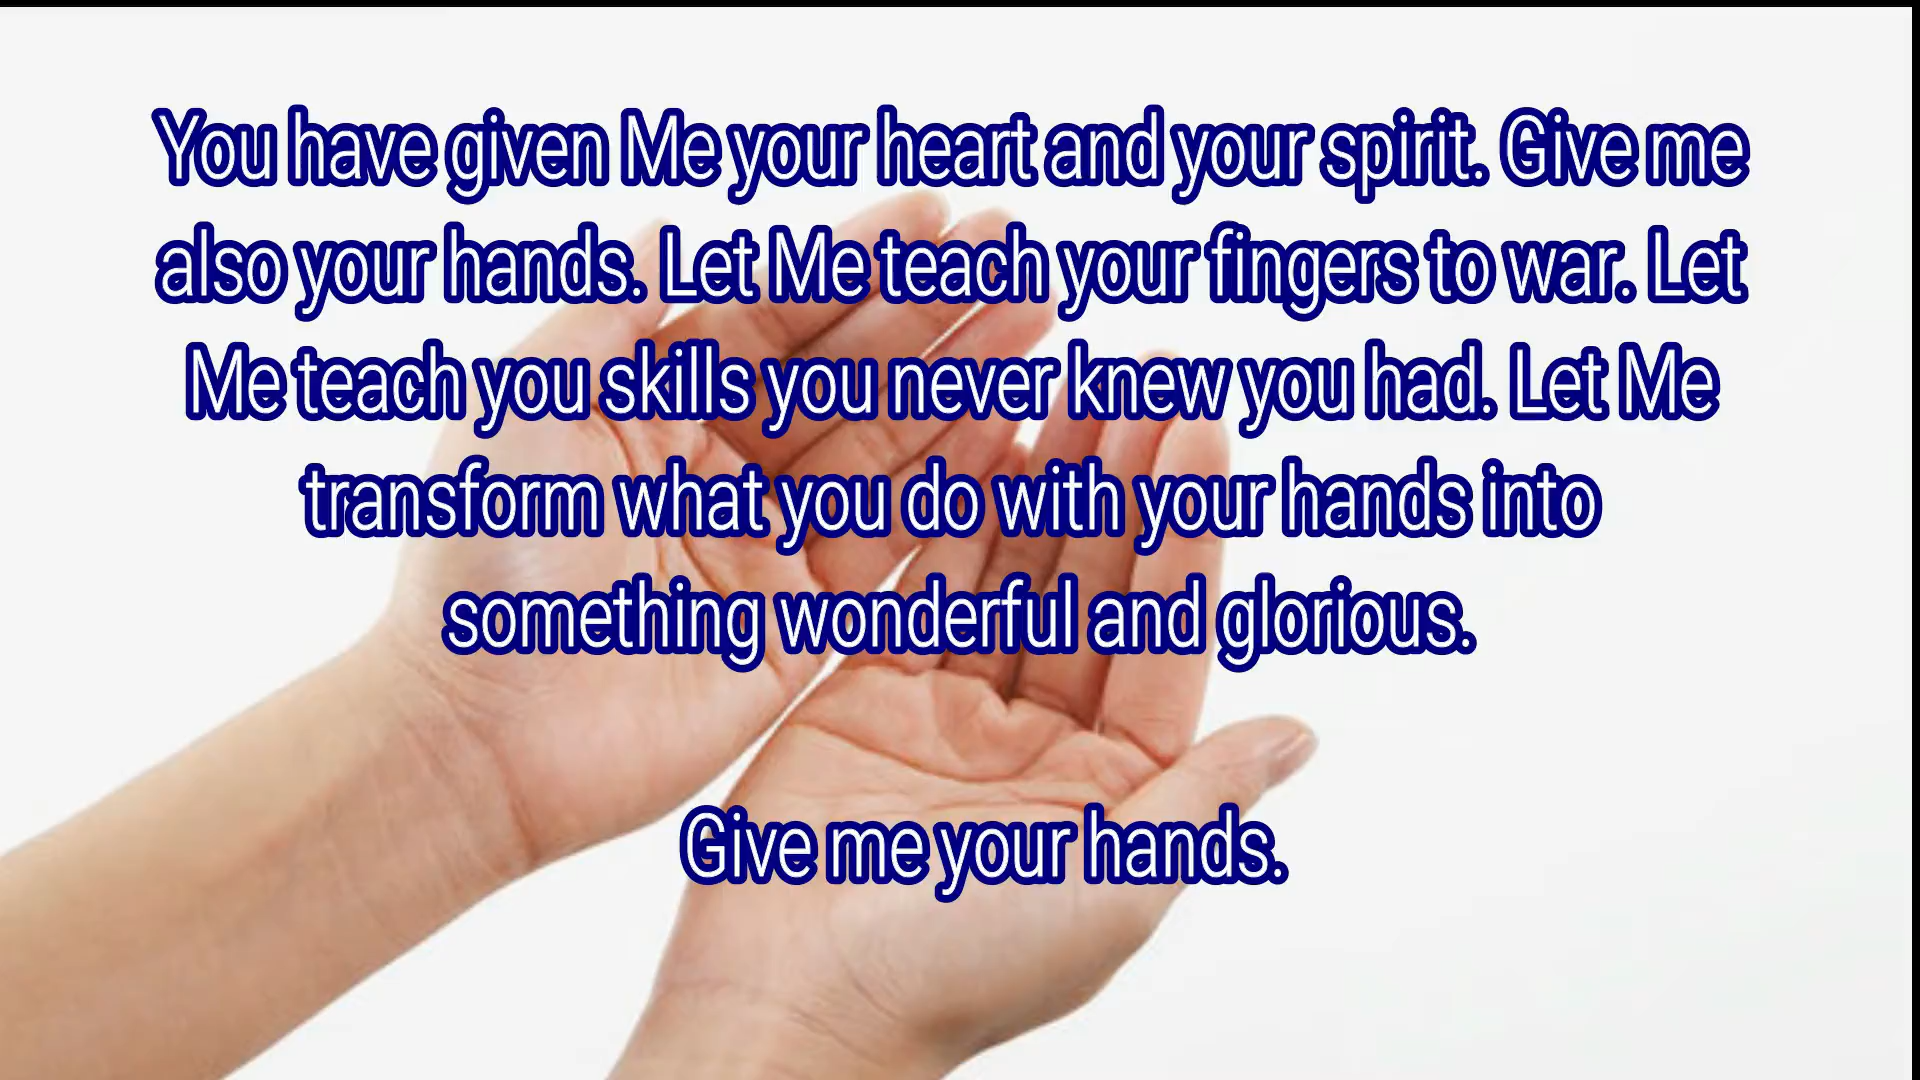 You have given Me your heart and your spirit. Give me
also your hands. Let Me teach your fingers to war. Let
Me teach you skills you never knew you had. Let Me
transform what you do with your hands into
something wonderful and glorious.
Give me your hands.